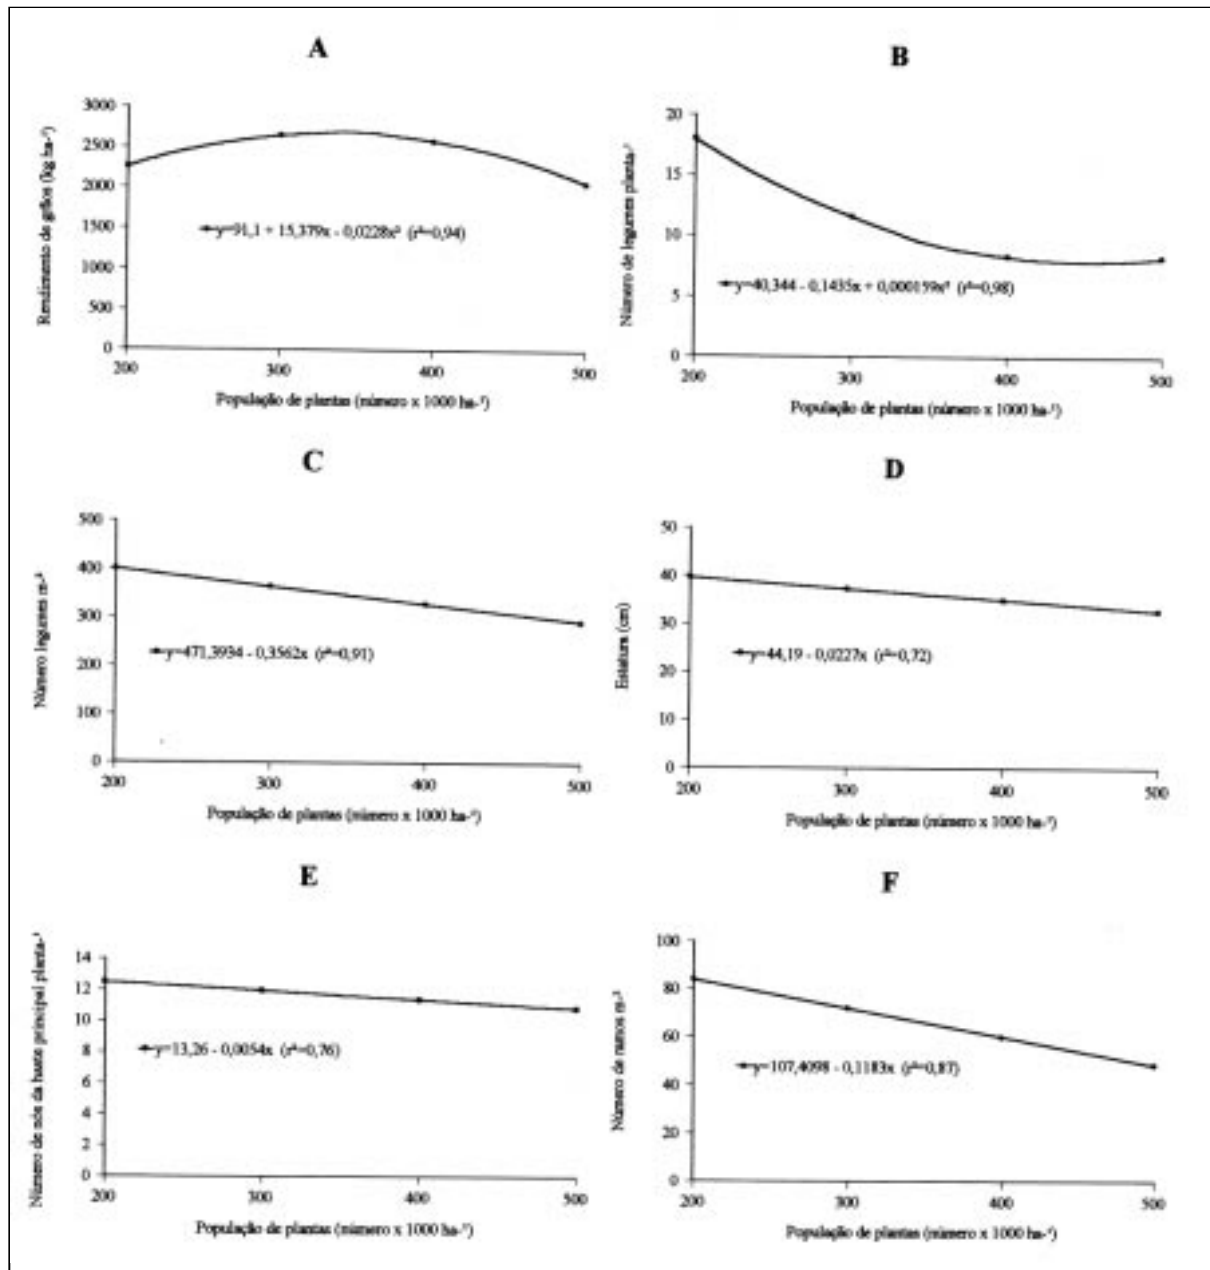 A
Rendimento de grãos (kg ha-¹)
3000
2500
2000
1500
1000
500
0
y=91,1 + 15,379x - 0,0228x² (r²=0,94)
200
300
400
500
População de plantas (número x 1000 ha-¹)
B
Número de legumes planta-¹
20
15
10
5
0
y=40,344 - 0,1435x + 0,000159x² (r²=0,98)
200
300
400
500
População de plantas (número x 1000 ha-¹)
C
Número legumes m-²
500
400
300
200
100
0
y=471,3934 - 0,3562x (r²=0,91)
200
300
400
500
População de plantas (número x 1000 ha-¹)
D
Estatura (cm)
50
40
30
20
10
0
y=44,19 - 0,0227x (r²=0,72)
200
300
400
500
População de plantas (número x 1000 ha-¹)
E
Número de nós da haste principal planta-¹
14
12
10
8
6
4
2
0
y=13,26 - 0,0054x (r²=0,76)
200
300
400
500
População de plantas (número x 1000 ha-¹)
F
Número de ramos m-²
100
80
60
40
20
0
y=107,4098 - 0,1183x (r²=0,87)
200
300
400
500
População de plantas (número x 1000 ha-¹)